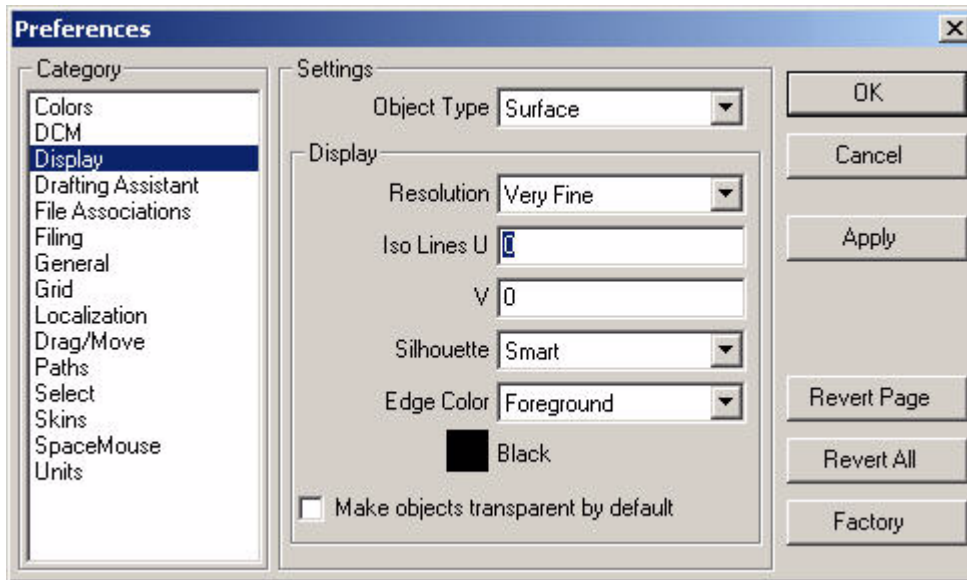 Preferences
Category
Colors
DCM
Display
Drafting Assistant
File Associations
Filing
General
Grid
Localization
Drag/Move
Paths
Select
Skins
SpaceMouse
Units
Settings
Object Type Surface
Display
Resolution Very Fine
Iso Lines U 0
V 0
Silhouette Smart
Edge Color Foreground
Black
Make objects transparent by default
OK
Cancel
Apply
Revert Page
Revert All
Factory